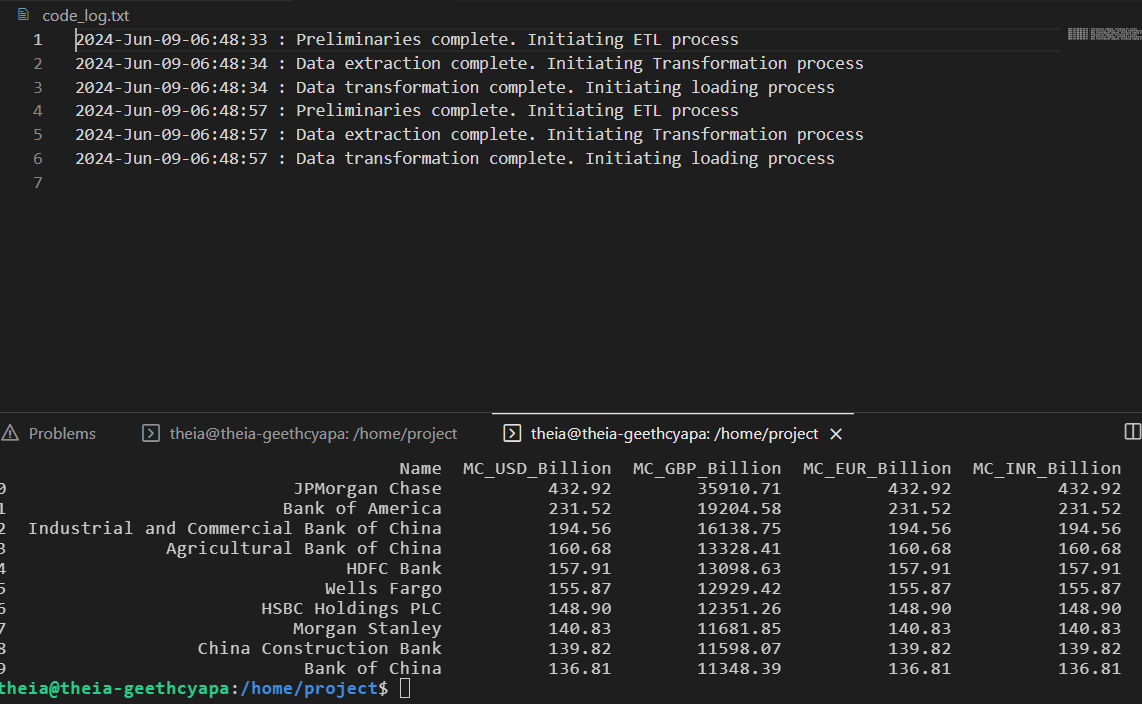 code_log.txt
1 2024-Jun-09-06:48:33 : Preliminaries complete. Initiating ETL process
2 2024-Jun-09-06:48:34 : Data extraction complete. Initiating Transformation process
3 2024-Jun-09-06:48:34 : Data transformation complete. Initiating loading process
4 2024-Jun-09-06:48:57 : Preliminaries complete. Initiating ETL process
5 2024-Jun-09-06:48:57 : Data extraction complete. Initiating Transformation process
6 2024-Jun-09-06:48:57 : Data transformation complete. Initiating loading process
7
Problems theia@theia-geethcyapa: /home/project theia@theia-geethcyapa: /home/project
Name MC_USD_Billion MC_GBP_Billion MC_EUR_Billion MC_INR_Billion
0 JPMorgan Chase 432.92 35910.71 432.92 432.92
1 Bank of America 231.52 19204.58 231.52 231.52
2 Industrial and Commercial Bank of China 194.56 16138.75 194.56 194.56
3 Agricultural Bank of China 160.68 13328.41 160.68 160.68
4 HDFC Bank 157.91 13098.63 157.91 157.91
5 Wells Fargo 155.87 12929.42 155.87 155.87
6 HSBC Holdings PLC 148.90 12351.26 148.90 148.90
7 Morgan Stanley 140.83 11681.85 140.83 140.83
8 China Construction Bank 139.82 11598.07 139.82 139.82
9 Bank of China 136.81 11348.39 136.81 136.81
theia@theia-geethcyapa:/home/project$